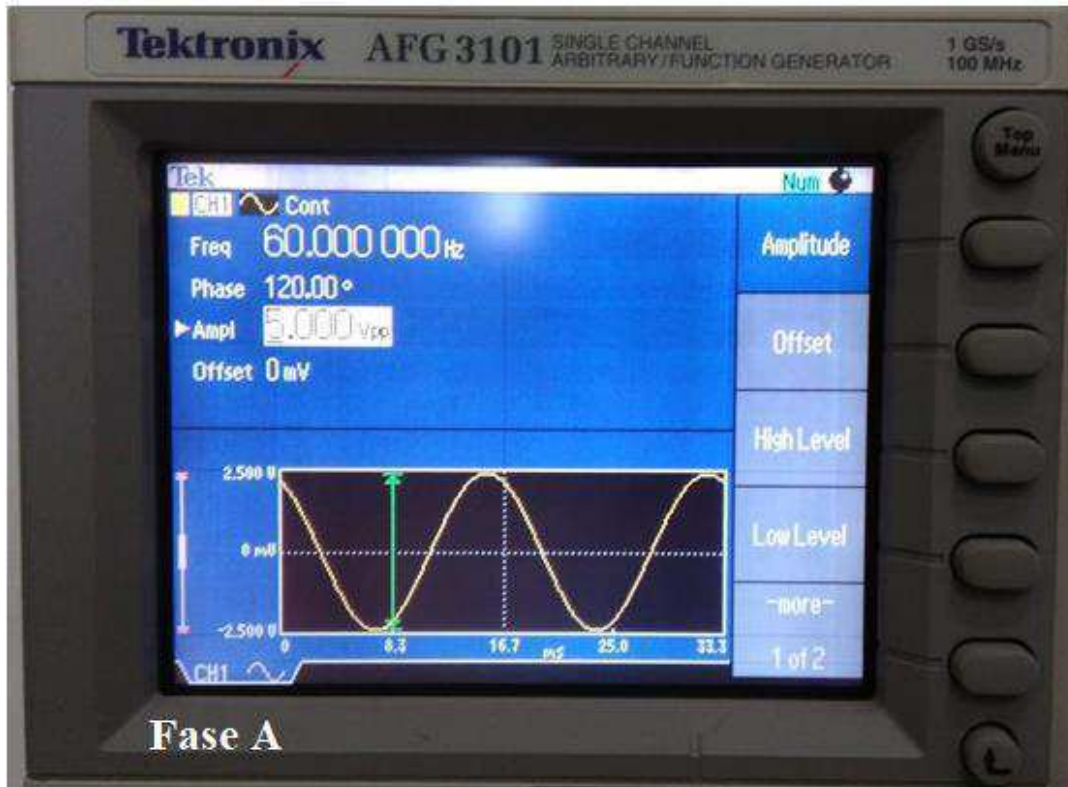 Tektronix AFG 3101 SINGLE CHANNEL ARBITRARY/FUNCTION GENERATOR 1 GS/s 100 MHz
Top Menu
Tek Num
CH1 Cont
Freq 60.000 000 Hz
Phase 120.00 °
Ampl 5.000 Vpp
Offset 0 mV
Amplitude
Offset
High Level
Low Level
-more-
1 of 2
2.500 V
0 mV
-2.500 V
0 8.3 16.7 mS 25.0 33.3
CH1
Fase A